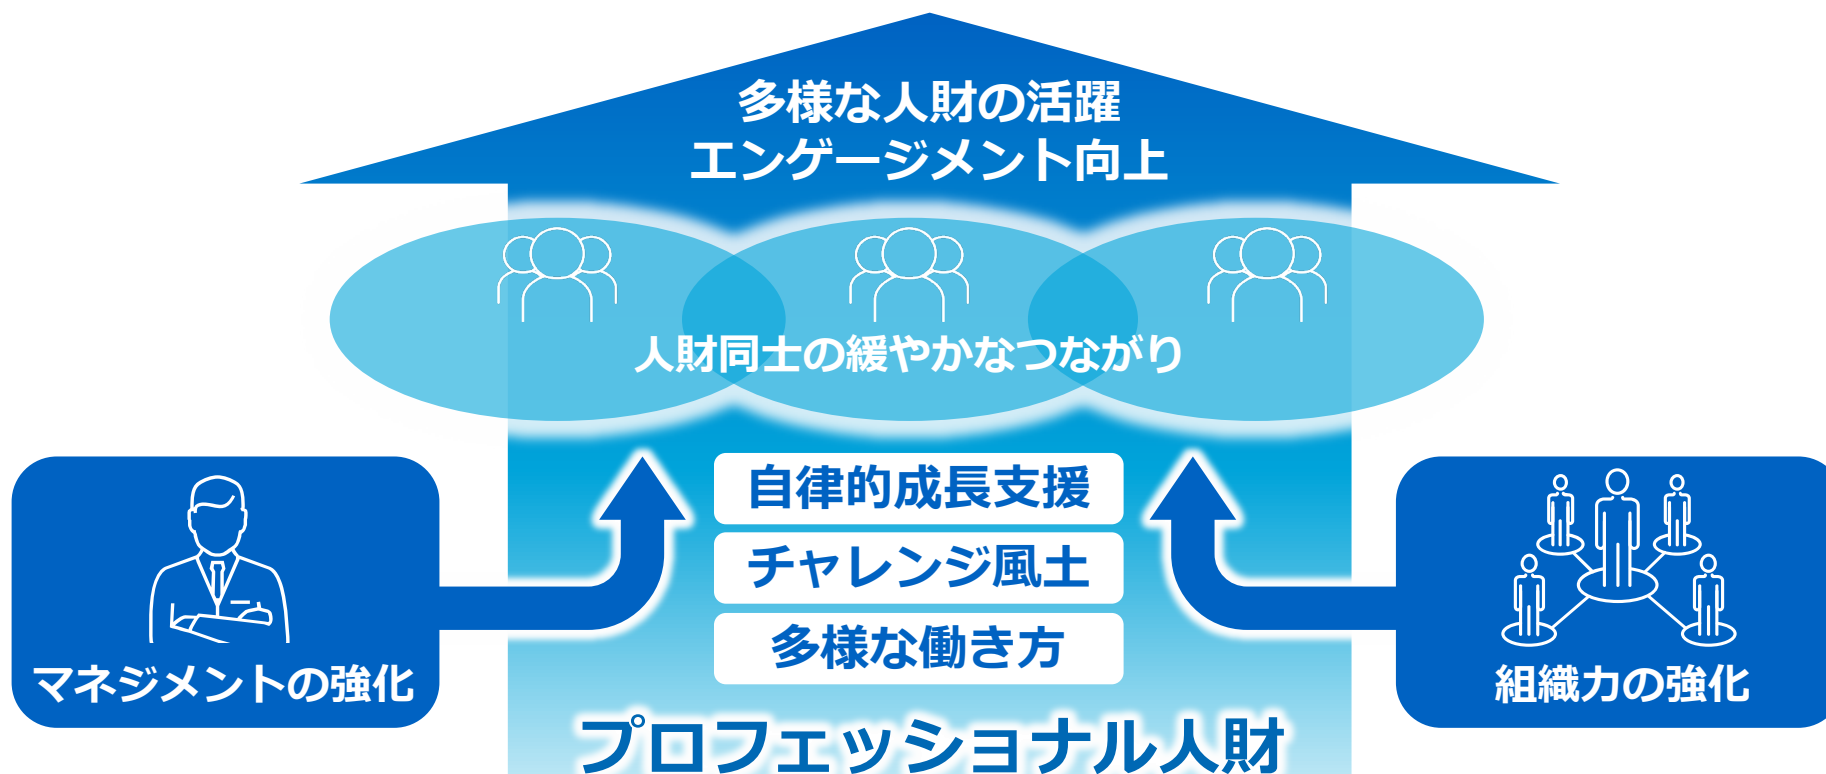 多様な人財の活躍
エンゲージメント向上
人財同士の緩やかなつながり
自律的成長支援
チャレンジ風土
多様な働き方
マネジメントの強化
組織力の強化
プロフェッショナル人財